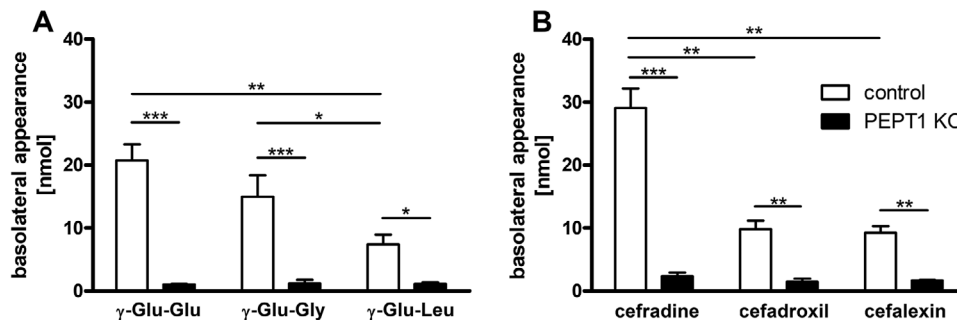 A
basolateral appearance
[nmol]
40
30
20
10
0
**
***
*
***
*
γ-Glu-Glu
γ-Glu-Gly
γ-Glu-Leu
B
basolateral appearance
[nmol]
40
30
20
10
0
**
**
***
**
**
control
PEPT1 KO
cefradine
cefadroxil
cefalexin